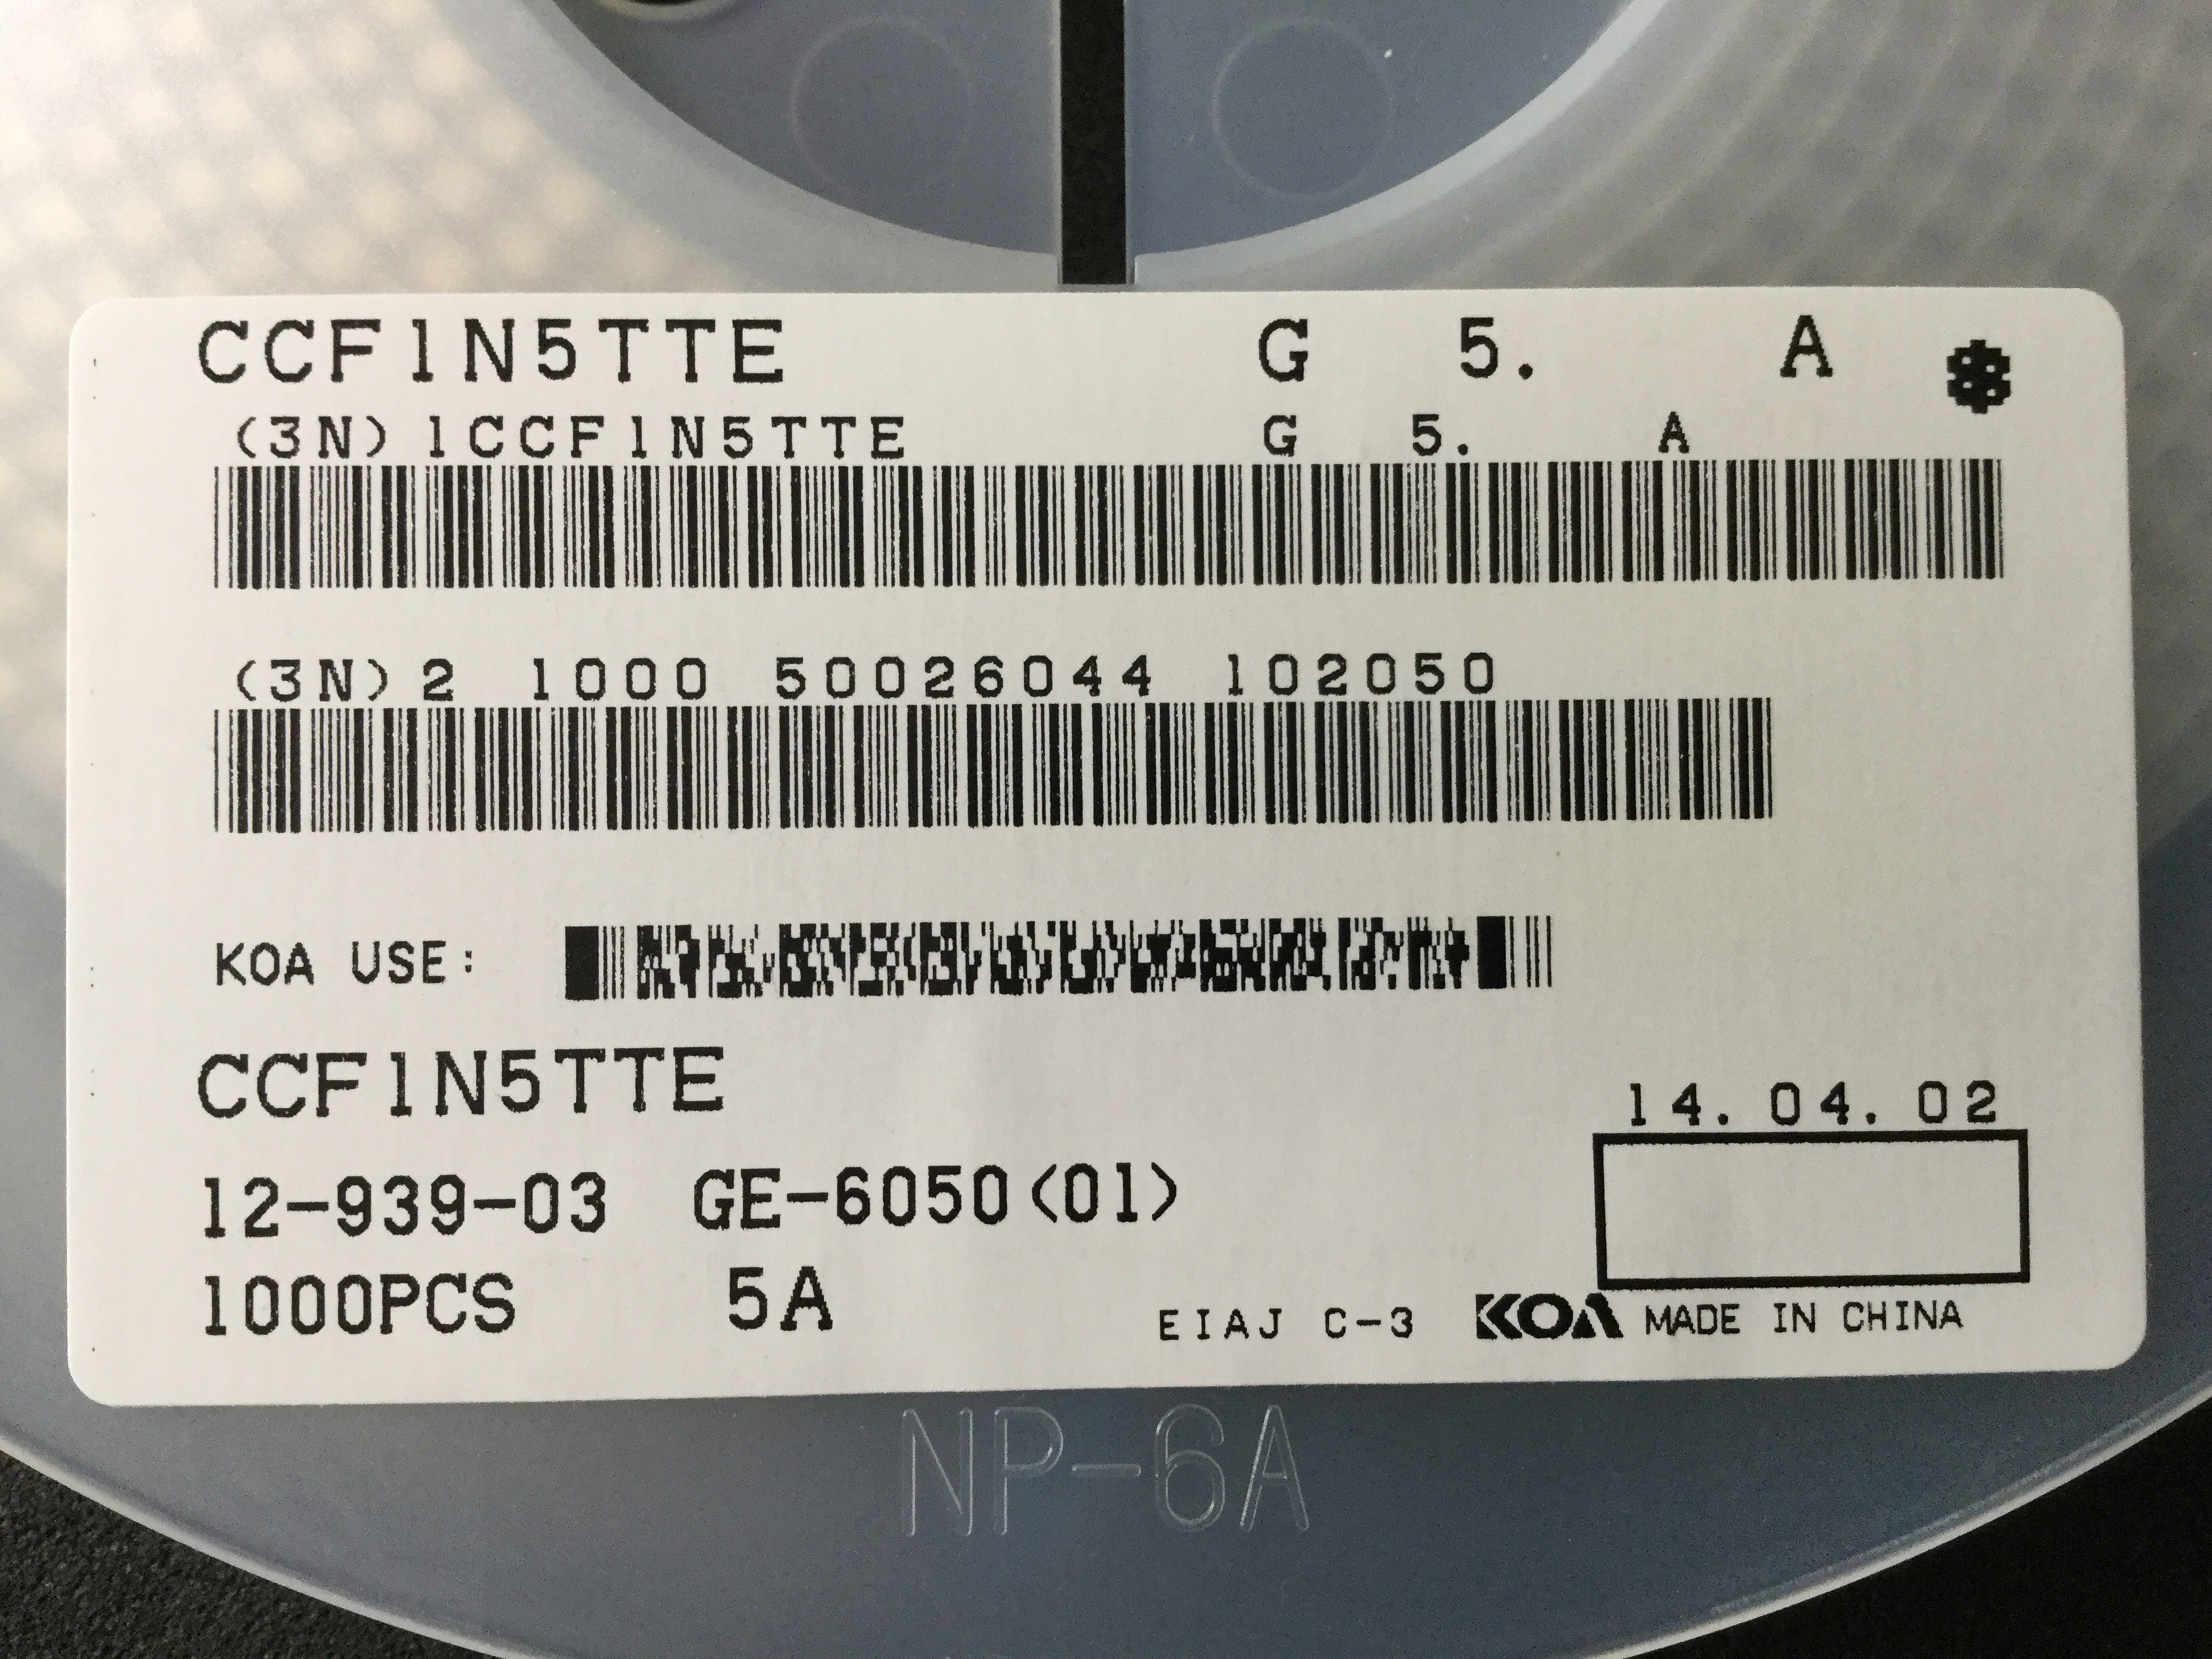 CCF1N5TTE G 5. A
(3N)1CCF1N5TTE G 5. A
(3N)2 1000 50026044 102050
KOA USE:
CCF1N5TTE
14.04.02
12-939-03 GE-6050<01>
1000PCS 5A
EIAJ C-3 KOA MADE IN CHINA
NP-6A